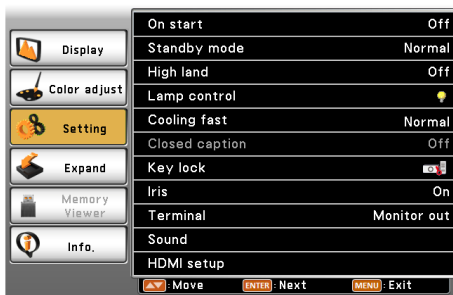 Display
Color adjust
Setting
Expand
Memory
Viewer
Info.
On start Off
Standby mode Normal
High land Off
Lamp control
Cooling fast Normal
Closed caption Off
Key lock
Iris On
Terminal Monitor out
Sound
HDMI setup
:Move ENTER :Next MENU :Exit